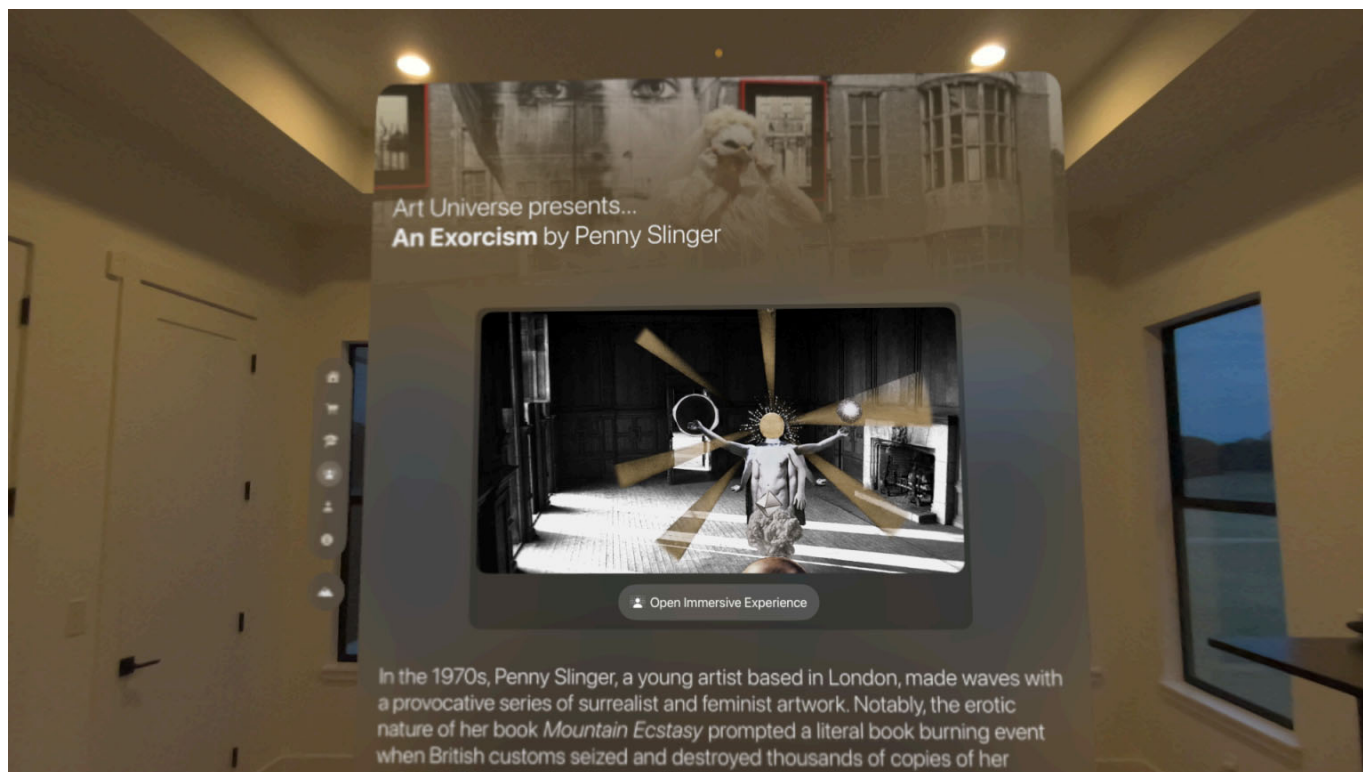 Art Universe presents...
An Exorcism by Penny Slinger
Open Immersive Experience
In the 1970s, Penny Slinger, a young artist based in London, made waves with
a provocative series of surrealist and feminist artwork. Notably, the erotic
nature of her book Mountain Ecstasy prompted a literal book burning event
when British customs seized and destroyed thousands of copies of her